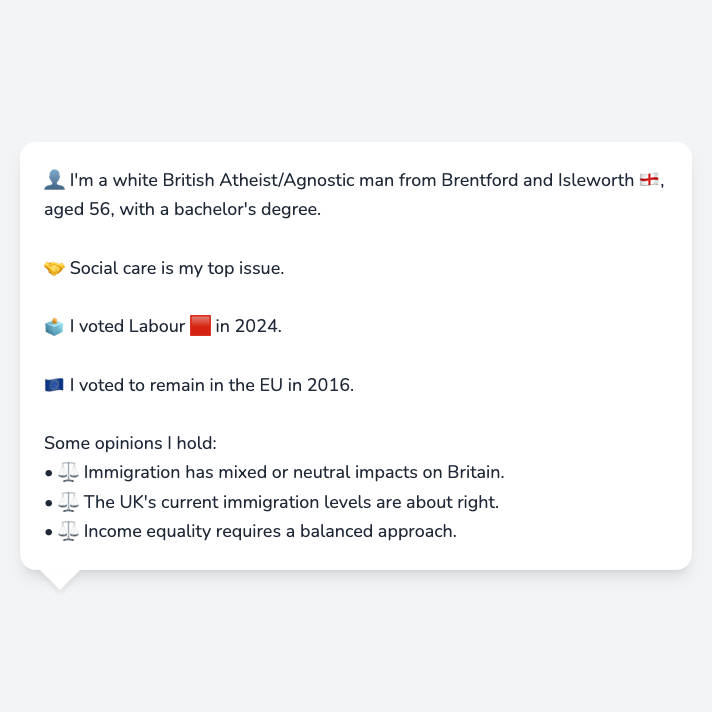 👤 I'm a white British Atheist/Agnostic man from Brentford and Isleworth 🏴󠁧󠁢󠁥󠁮󠁧󠁿,
aged 56, with a bachelor's degree.
🤝 Social care is my top issue.
🗳️ I voted Labour 🟥 in 2024.
🇪🇺 I voted to remain in the EU in 2016.
Some opinions I hold:
• ⚖️ Immigration has mixed or neutral impacts on Britain.
• ⚖️ The UK's current immigration levels are about right.
• ⚖️ Income equality requires a balanced approach.